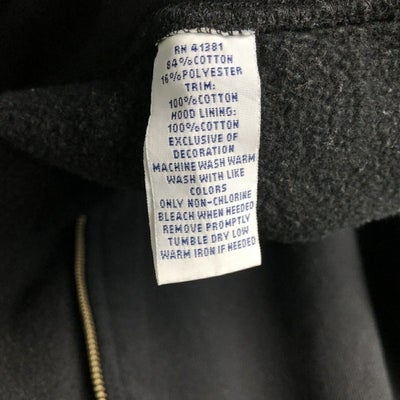 RN 41381
84% COTTON
16% POLYESTER
TRIM:
100% COTTON
HOOD LINING:
100% COTTON
EXCLUSIVE OF
DECORATION
MACHINE WASH WARM
WASH WITH LIKE
COLORS
ONLY NON-CHLORINE
BLEACH WHEN NEEDED
REMOVE PROMPTLY
TUMBLE DRY LOW
WARM IRON IF NEEDED